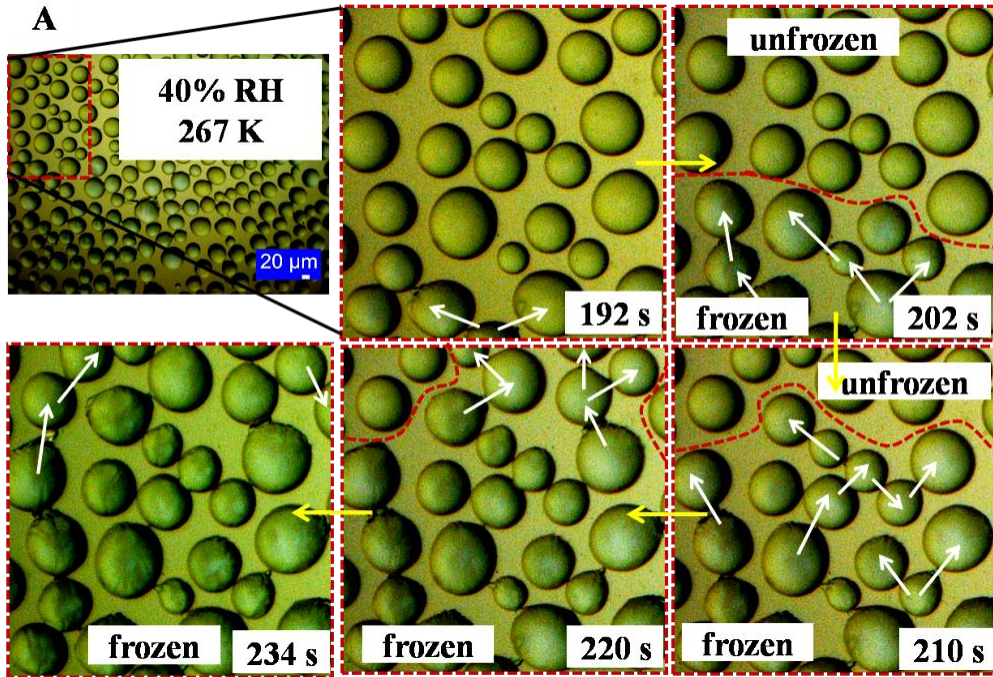 A
40% RH
267 K
20 μm
192 s
unfrozen
frozen
202 s
frozen
234 s
frozen
220 s
unfrozen
frozen
210 s